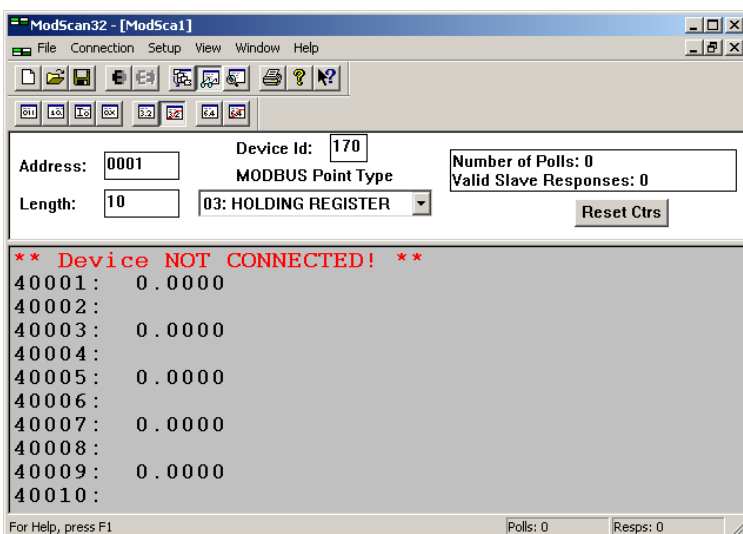 ModScan32 - [ModSca1]
File Connection Setup View Window Help
Device Id: 170
Address: 0001
MODBUS Point Type
Length: 10
03: HOLDING REGISTER
Number of Polls: 0
Valid Slave Responses: 0
Reset Ctrs
** Device NOT CONNECTED! **
40001: 0.0000
40002:
40003: 0.0000
40004:
40005: 0.0000
40006:
40007: 0.0000
40008:
40009: 0.0000
40010:
For Help, press F1
Polls: 0
Resps: 0